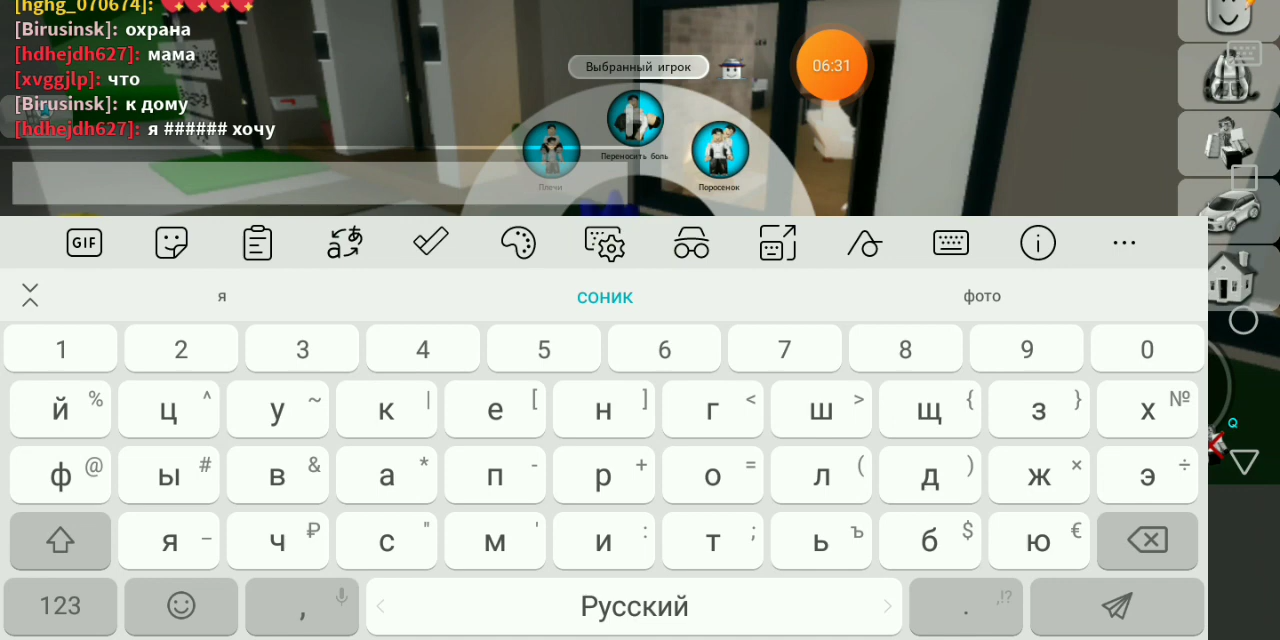 [hghg_070674]:
[Birusinsk]: охрана
[hdhejdh627]: мама
[xvggjlp]: что
[Birusinsk]: к дому
[hdhejdh627]: я ###### хочу
Выбранный игрок
06:31
Переносить боль
Плечи
Поросенок
GIF
я
соник
фото
1 2 3 4 5 6 7 8 9 0
й % ц ^ у ~ к | е [ н ] г < ш > щ { з } х №
ф @ ы # в & а * п - р + о = л ( д ) ж × э ÷
я _ ч ₽ с " м ' и : т ; ь ъ б $ ю €
123 , Русский . ,!?
Q